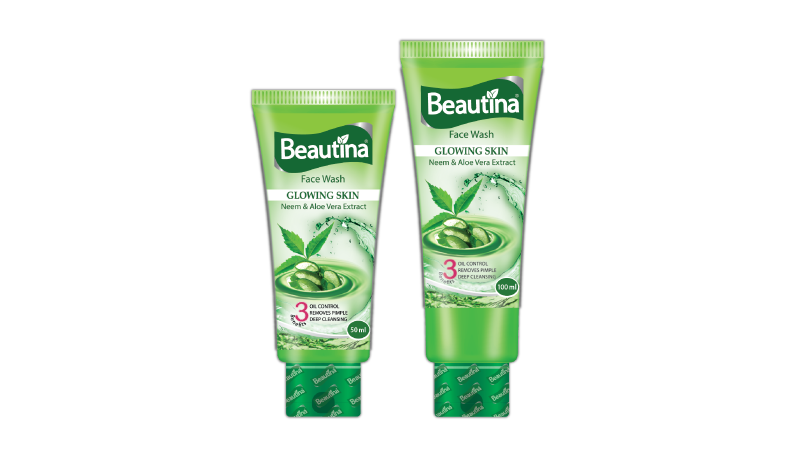 Beautina
Face Wash
GLOWING SKIN
Neem & Aloe Vera Extract
3
Benefits
OIL CONTROL
REMOVES PIMPLE
DEEP CLEANSING
50 ml
Beautina
Beautina®
Face Wash
GLOWING SKIN
Neem & Aloe Vera Extract
3
OIL CONTROL
REMOVES PIMPLE
DEEP CLEANSING
100 ml
Beautina